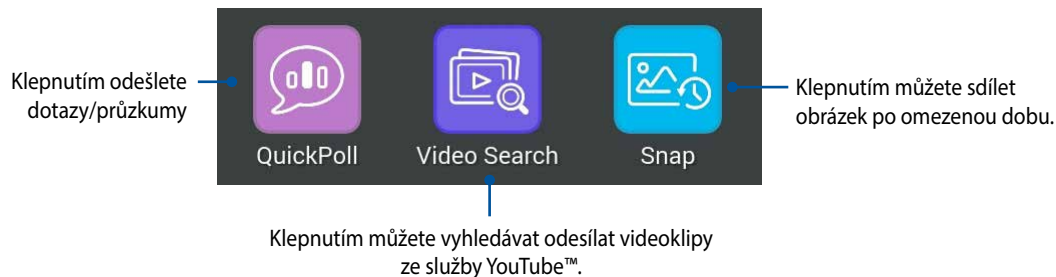 Klepnutím odešlete
dotazy/průzkumy
QuickPoll
Video Search
Snap
Klepnutím můžete sdílet
obrázek po omezenou dobu.
Klepnutím můžete vyhledávat odesílat videoklipy
ze služby YouTube™.